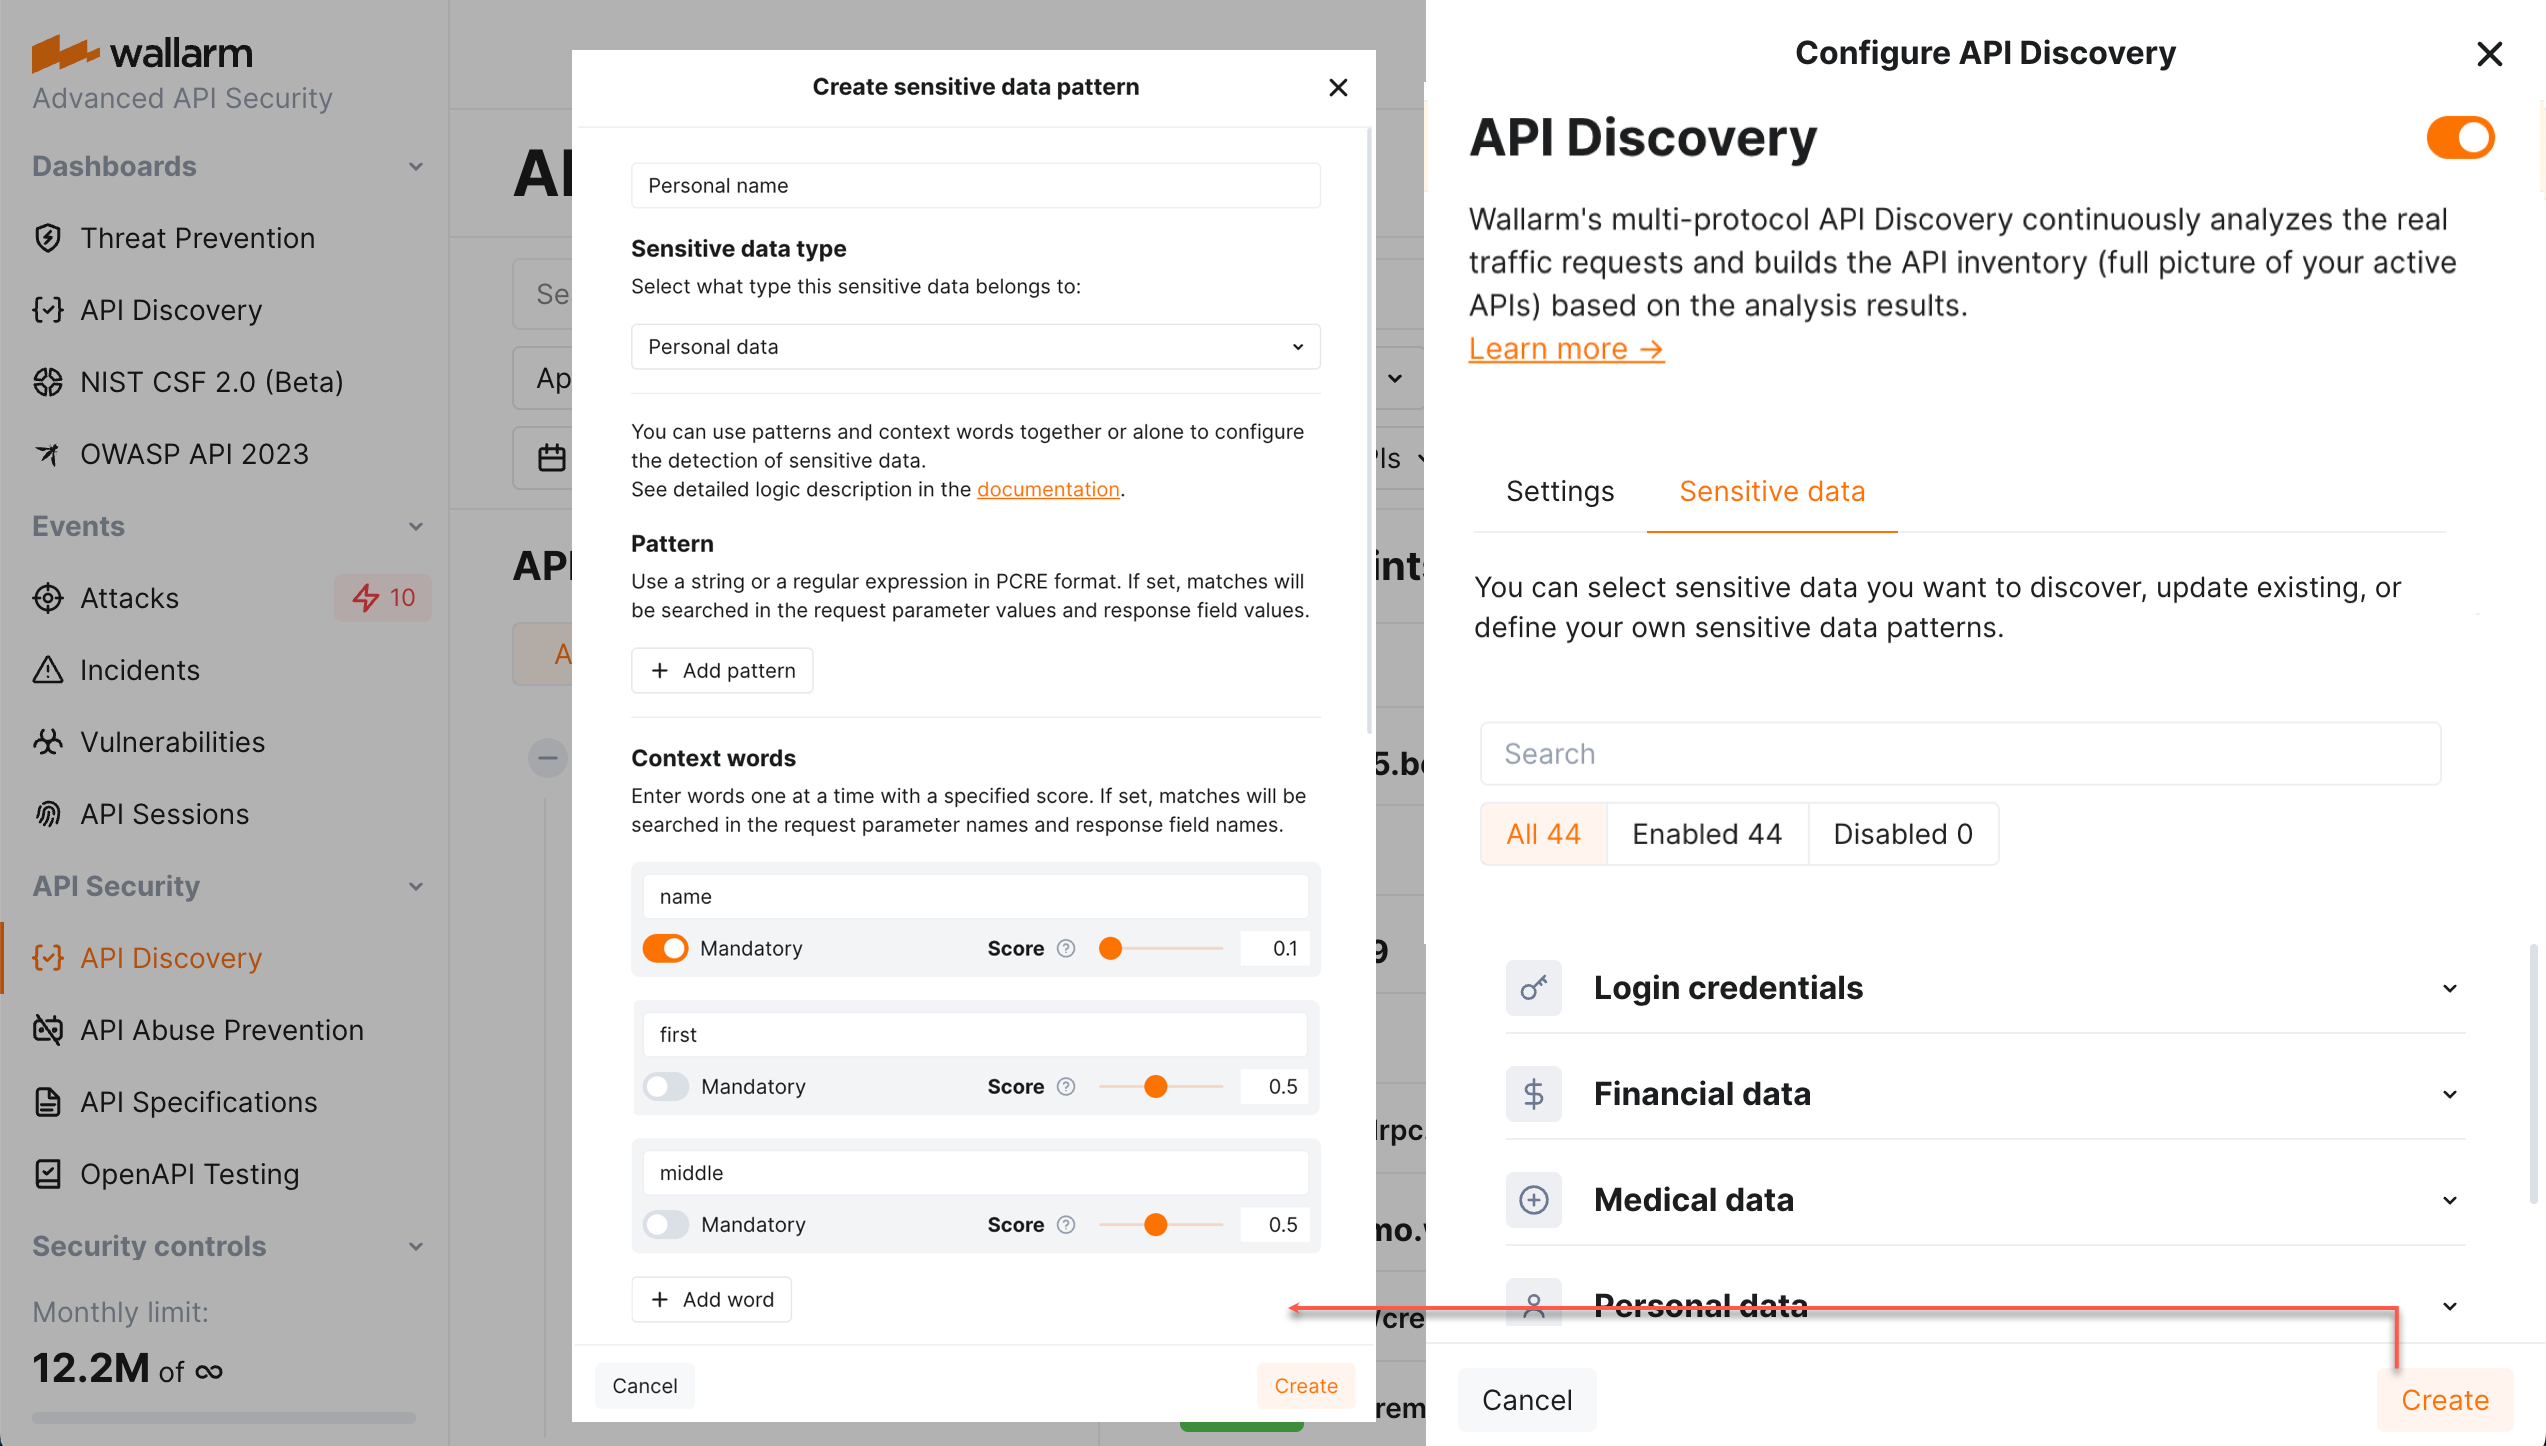 wallarm
Advanced API Security
Dashboards
Threat Prevention
API Discovery
NIST CSF 2.0 (Beta)
OWASP API 2023
Events
Attacks
10
Incidents
Vulnerabilities
API Sessions
API Security
API Discovery
API Abuse Prevention
API Specifications
OpenAPI Testing
Security controls
Monthly limit:
12.2M of ∞
Create sensitive data pattern
Personal name
Sensitive data type
Select what type this sensitive data belongs to:
Personal data
You can use patterns and context words together or alone to configure
the detection of sensitive data.
See detailed logic description in the documentation.
Pattern
Use a string or a regular expression in PCRE format. If set, matches will
be searched in the request parameter values and response field values.
+ Add pattern
Context words
Enter words one at a time with a specified score. If set, matches will be
searched in the request parameter names and response field names.
name
Mandatory Score ? 0.1
first
Mandatory Score ? 0.5
middle
Mandatory Score ? 0.5
+ Add word
Cancel
Create
Configure API Discovery
API Discovery
Wallarm's multi-protocol API Discovery continuously analyzes the real
traffic requests and builds the API inventory (full picture of your active
APIs) based on the analysis results.
Learn more →
Settings
Sensitive data
You can select sensitive data you want to discover, update existing, or
define your own sensitive data patterns.
Search
All 44
Enabled 44
Disabled 0
Login credentials
Financial data
Medical data
Personal data
Cancel
Create